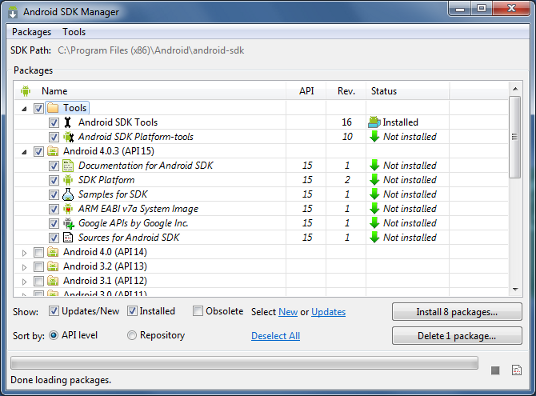 Android SDK Manager
Packages Tools
SDK Path: C:\Program Files (x86)\Android\android-sdk
Packages
Name API Rev. Status
Tools
Android SDK Tools 16 Installed
Android SDK Platform-tools 10 Not installed
Android 4.0.3 (API 15)
Documentation for Android SDK 15 1 Not installed
SDK Platform 15 2 Not installed
Samples for SDK 15 1 Not installed
ARM EABI v7a System Image 15 1 Not installed
Google APIs by Google Inc. 15 1 Not installed
Sources for Android SDK 15 1 Not installed
Android 4.0 (API 14)
Android 3.2 (API 13)
Android 3.1 (API 12)
Android 3.0 (API 11)
Show: Updates/New Installed Obsolete Select New or Updates Install 8 packages...
Sort by: API level Repository Deselect All Delete 1 package...
Done loading packages.